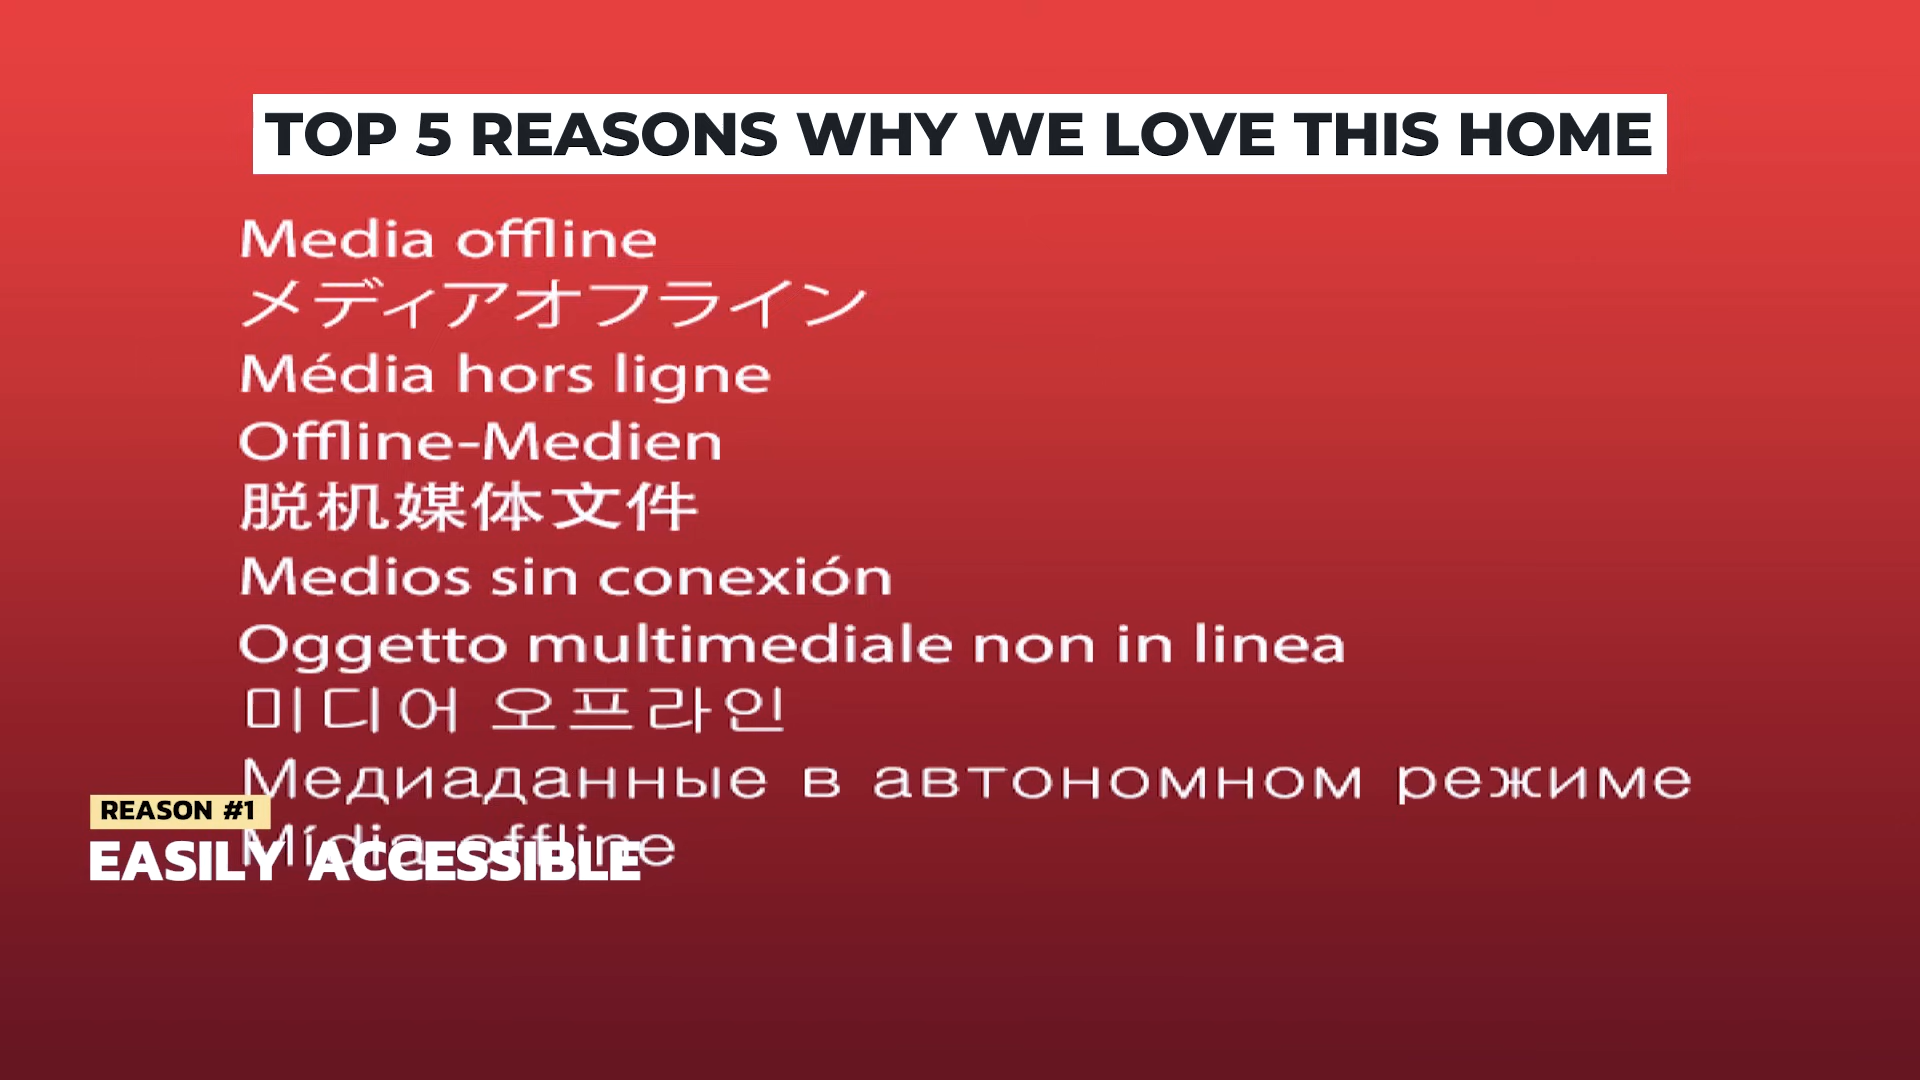 TOP 5 REASONS WHY WE LOVE THIS HOME
Media offline
メディアオフライン
Média hors ligne
Offline-Medien
脱机媒体文件
Medios sin conexión
Oggetto multimediale non in linea
미디어 오프라인
Медиаданные в автономном режиме
REASON #1
Mídia offline
EASILY ACCESSIBLE